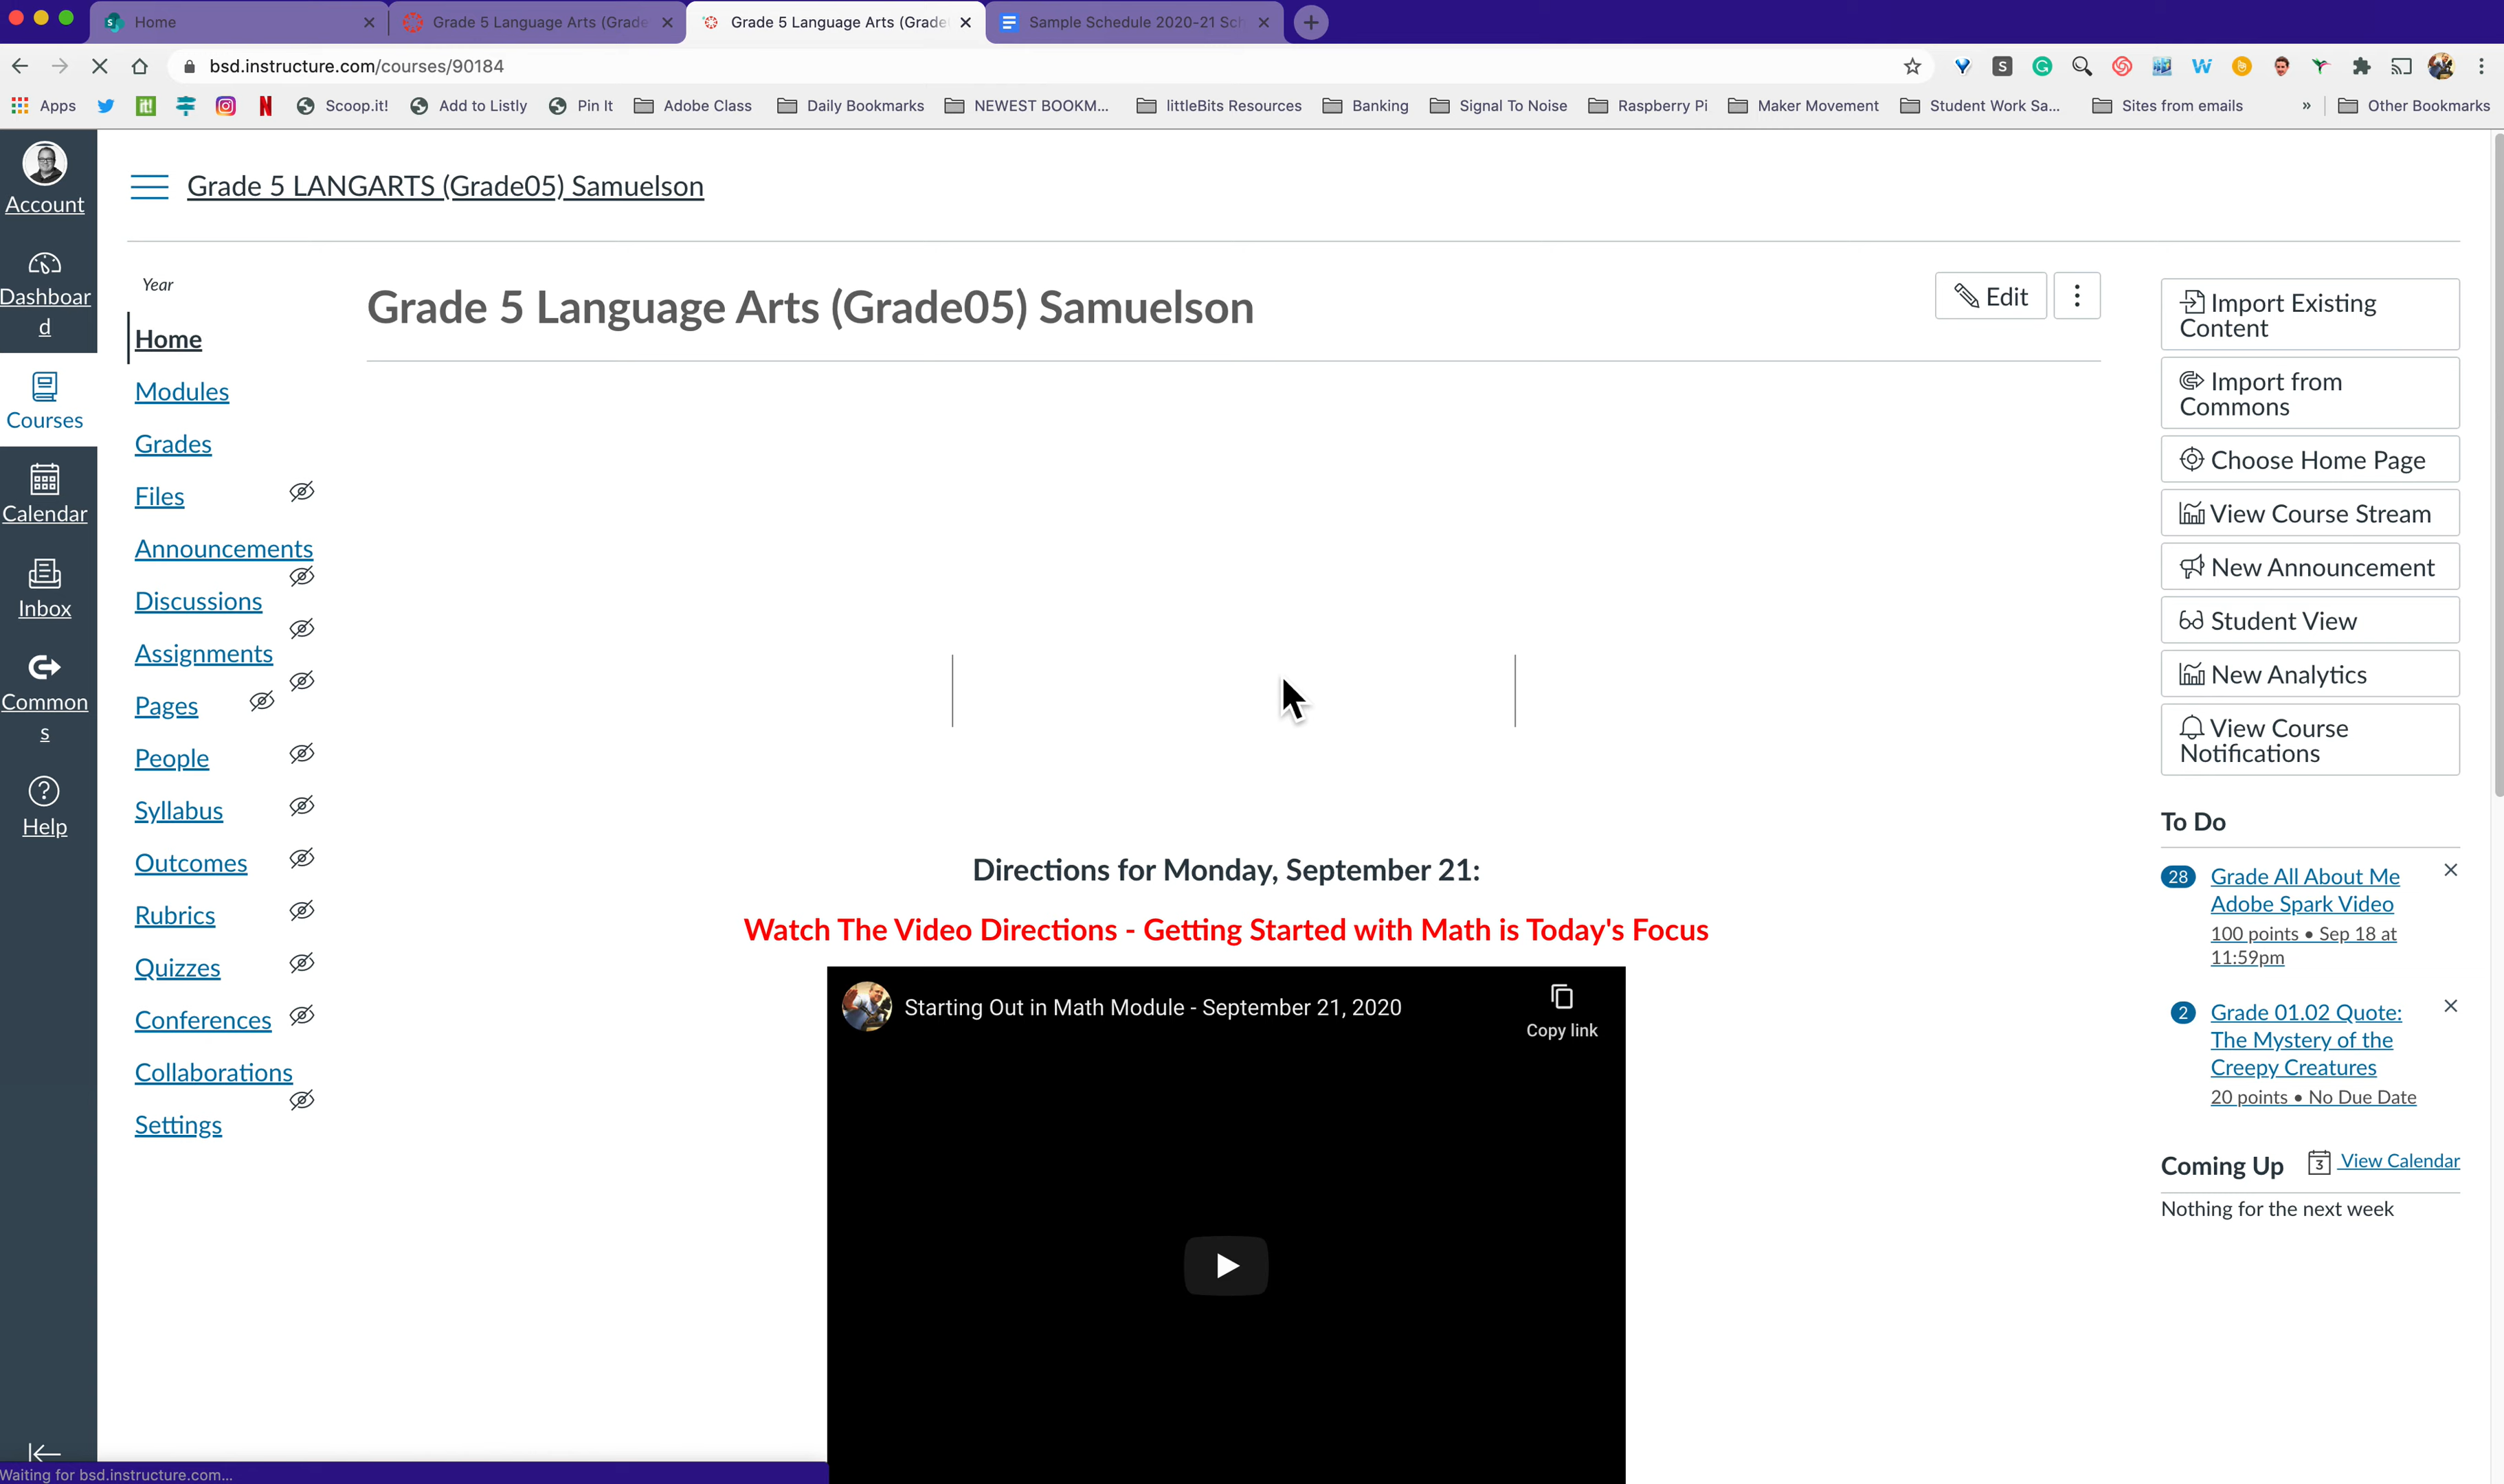 Home
Grade 5 Language Arts (Grade
Grade 5 Language Arts (Grade
Sample Schedule 2020-21 Sch
bsd.instructure.com/courses/90184
Apps
it!
N
Scoop.it!
Add to Listly
Pin It
Adobe Class
Daily Bookmarks
NEWEST BOOKM...
littleBits Resources
Banking
Signal To Noise
Raspberry Pi
Maker Movement
Student Work Sa...
Sites from emails
»
Other Bookmarks
Account
Dashboar
d
Courses
Calendar
Inbox
Common
s
Help
Grade 5 LANGARTS (Grade05) Samuelson
Year
Home
Modules
Grades
Files
Announcements
Discussions
Assignments
Pages
People
Syllabus
Outcomes
Rubrics
Quizzes
Conferences
Collaborations
Settings
Grade 5 Language Arts (Grade05) Samuelson
Edit
Directions for Monday, September 21:
Watch The Video Directions - Getting Started with Math is Today's Focus
Starting Out in Math Module - September 21, 2020
Copy link
Import Existing
Content
Import from
Commons
Choose Home Page
View Course Stream
New Announcement
Student View
New Analytics
View Course
Notifications
To Do
28
Grade All About Me
Adobe Spark Video
100 points • Sep 18 at
11:59pm
2
Grade 01.02 Quote:
The Mystery of the
Creepy Creatures
20 points • No Due Date
Coming Up
3
View Calendar
Nothing for the next week
Waiting for bsd.instructure.com...